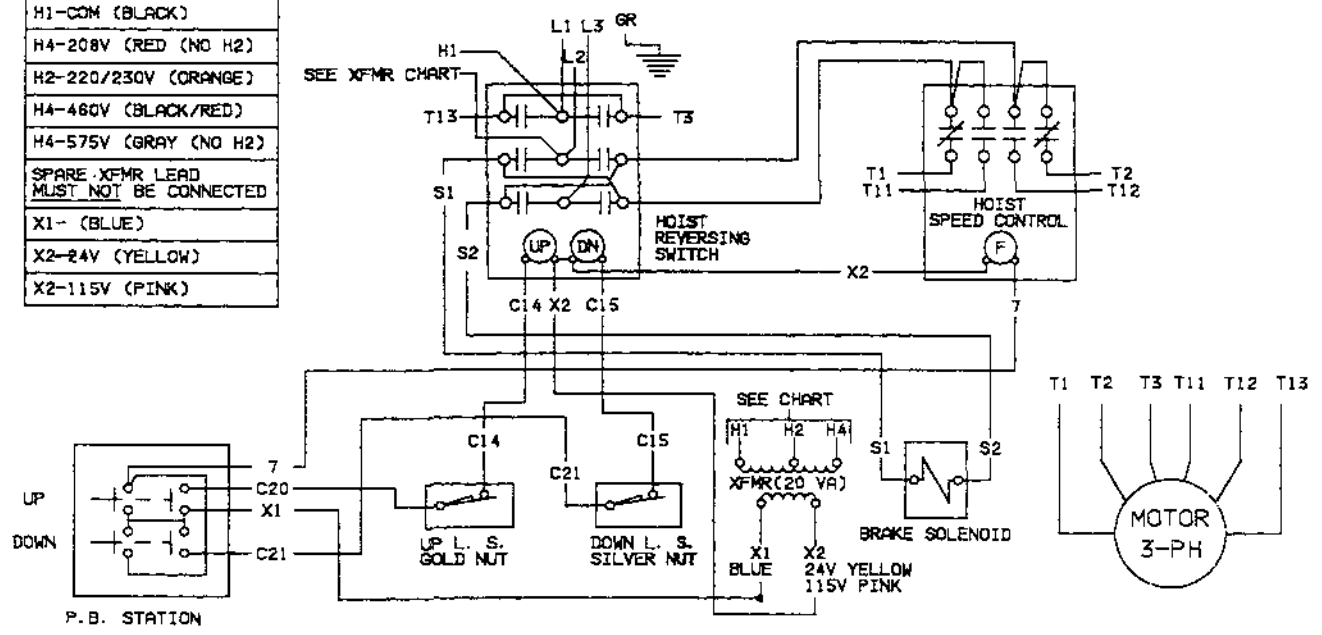 H1-COM (BLACK)
H4-208V (RED (NO H2)
H2-220/230V (ORANGE)
H4-460V (BLACK/RED)
H4-575V (GRAY (NO H2)
SPARE XFMR LEAD
MUST NOT BE CONNECTED
X1- (BLUE)
X2-24V (YELLOW)
X2-115V (PINK)
L1 L3 GR
H1
L2
SEE XFMR CHART
T13
T3
S1
S2
HOIST
REVERSING
SWITCH
UP
DN
C14 X2 C15
T1
T11
T2
T12
HOIST
SPEED CONTROL
F
X2
7
SEE CHART
H1 H2 H4
XFMR(20 VA)
X1
BLUE
X2
24V YELLOW
115V PINK
S1
S2
BRAKE SOLENOID
T1 T2 T3 T11 T12 T13
MOTOR
3-PH
C14
C15
C21
UP L. S.
GOLD NUT
DOWN L. S.
SILVER NUT
7
C20
X1
C21
UP
DOWN
P.B. STATION